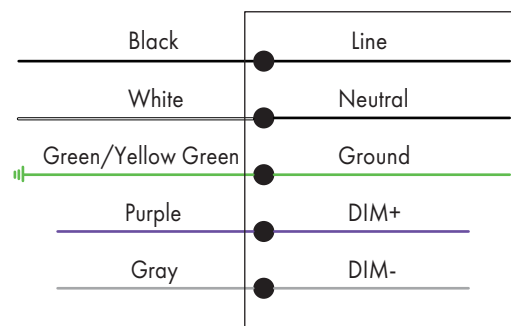 Black Line
White Neutral
Green/Yellow Green Ground
Purple DIM+
Gray DIM-